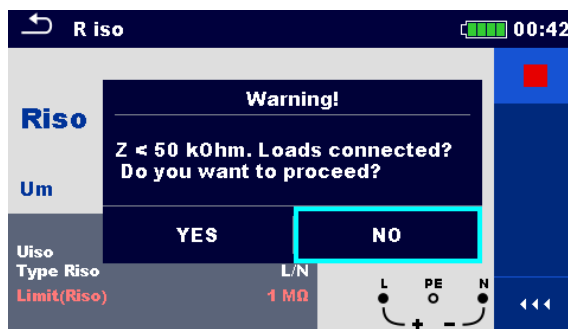 R iso
00:42
Warning!
Riso
Z < 50 kOhm. Loads connected?
Do you want to proceed?
Um
YES
NO
Uiso
Type Riso L/N
Limit(Riso) 1 MΩ
L PE N
+ -